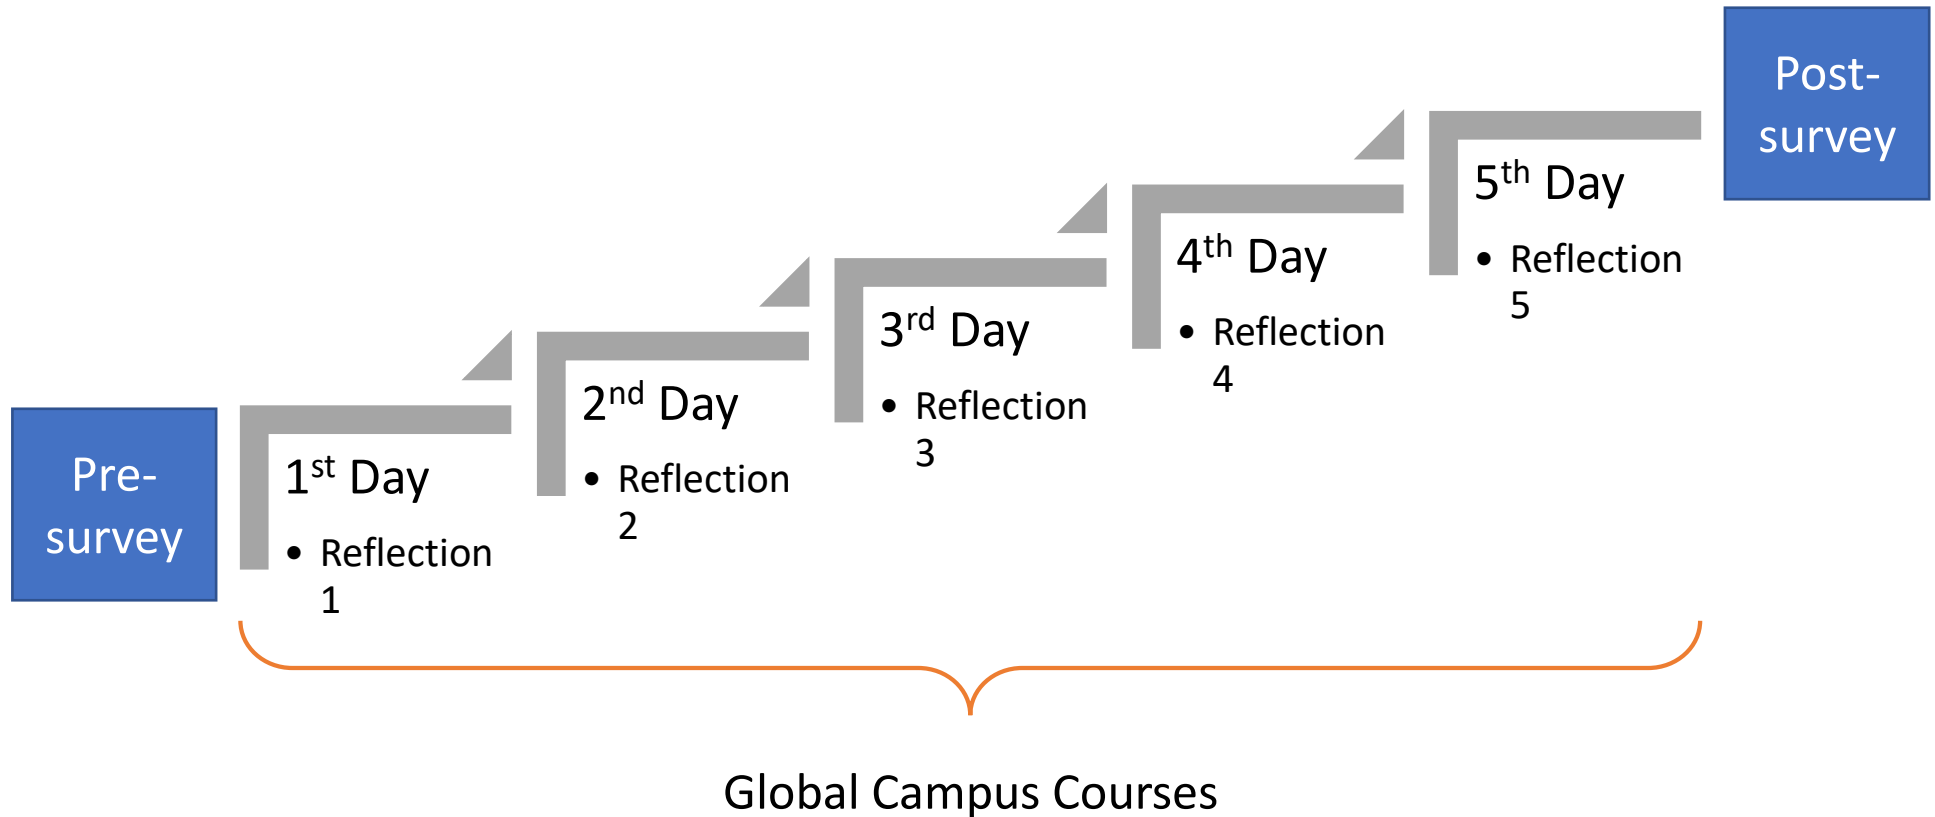 Pre-
survey
1st Day
• Reflection
1
2nd Day
• Reflection
2
3rd Day
• Reflection
3
4th Day
• Reflection
4
5th Day
• Reflection
5
Post-
survey
Global Campus Courses